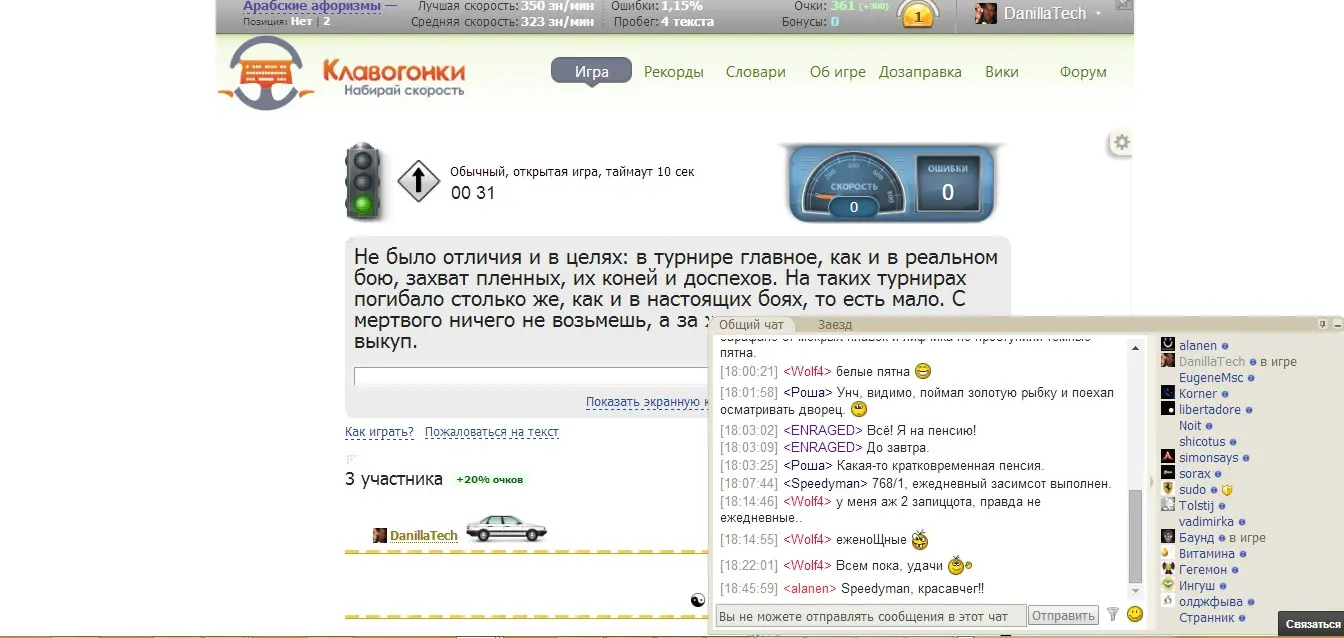 Арабские афоризмы —
Позиция: Нет | 2
Лучшая скорость: 350 зн/мин
Средняя скорость: 323 зн/мин
Ошибки: 1,15%
Пробег: 4 текста
Очки: 361 (+300)
Бонусы: 0
1
DanillaTech
Клавогонки
Набирай скорость
Игра Рекорды Словари Об игре Дозаправка Вики Форум
Обычный, открытая игра, таймаут 10 сек
00 31
СКОРОСТЬ
0
ОШИБКИ
0
Не было отличия и в целях: в турнире главное, как и в реальном
бою, захват пленных, их коней и доспехов. На таких турнирах
погибало столько же, как и в настоящих боях, то есть мало. С
мертвого ничего не возьмешь, а за
выкуп.
Показать экранную
Как играть? Пожаловаться на текст
3 участника +20% очков
DanillaTech
Общий чат Заезд
пятна.
[18:00:21] <Wolf4> белые пятна
[18:01:58] <Роша> Унч, видимо, поймал золотую рыбку и поехал
осматривать дворец.
[18:03:02] <ENRAGED> Всё! Я на пенсию!
[18:03:09] <ENRAGED> До завтра.
[18:03:25] <Роша> Какая-то кратковременная пенсия.
[18:07:44] <Speedyman> 768/1, ежедневный засимсот выполнен.
[18:14:46] <Wolf4> у меня аж 2 запиццота, правда не
ежедневные..
[18:14:55] <Wolf4> еженоЩные
[18:22:01] <Wolf4> Всем пока, удачи
[18:45:59] <alanen> Speedyman, красавчег!!
Вы не можете отправлять сообщения в этот чат
Отправить
alanen
DanillaTech в игре
EugeneMsc
Korner
libertadore
Noit
shicotus
simonsays
sorax
sudo
Tolstij
vadimirka
Баунд в игре
Витамина
Гегемон
Ингуш
олджфыва
Странник
Связаться